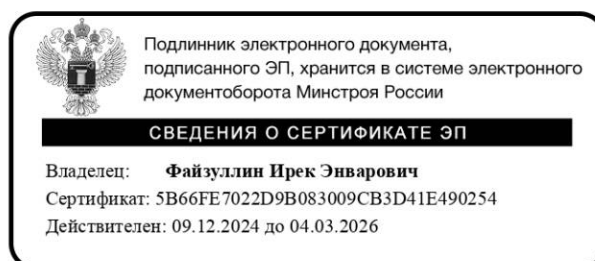 Подлинник электронного документа,
подписанного ЭП, хранится в системе электронного
документоборота Минстроя России
СВЕДЕНИЯ О СЕРТИФИКАТЕ ЭП
Владелец: Файзуллин Ирек Энварович
Сертификат: 5B66FE7022D9B083009CB3D41E490254
Действителен: 09.12.2024 до 04.03.2026